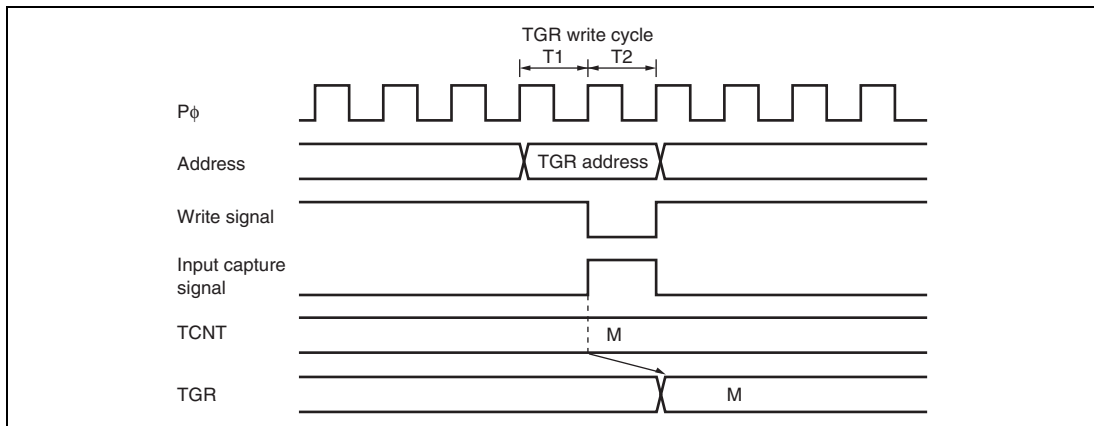 TGR write cycle
T1 T2
Pϕ
Address
TGR address
Write signal
Input capture
signal
TCNT
M
TGR
M